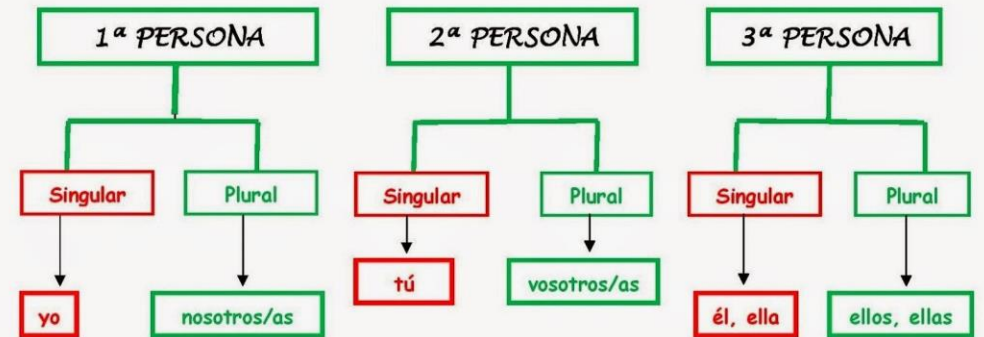 1ª PERSONA
2ª PERSONA
3ª PERSONA
Singular
Plural
Singular
Plural
Singular
Plural
yo
nosotros/as
tú
vosotros/as
él, ella
ellos, ellas